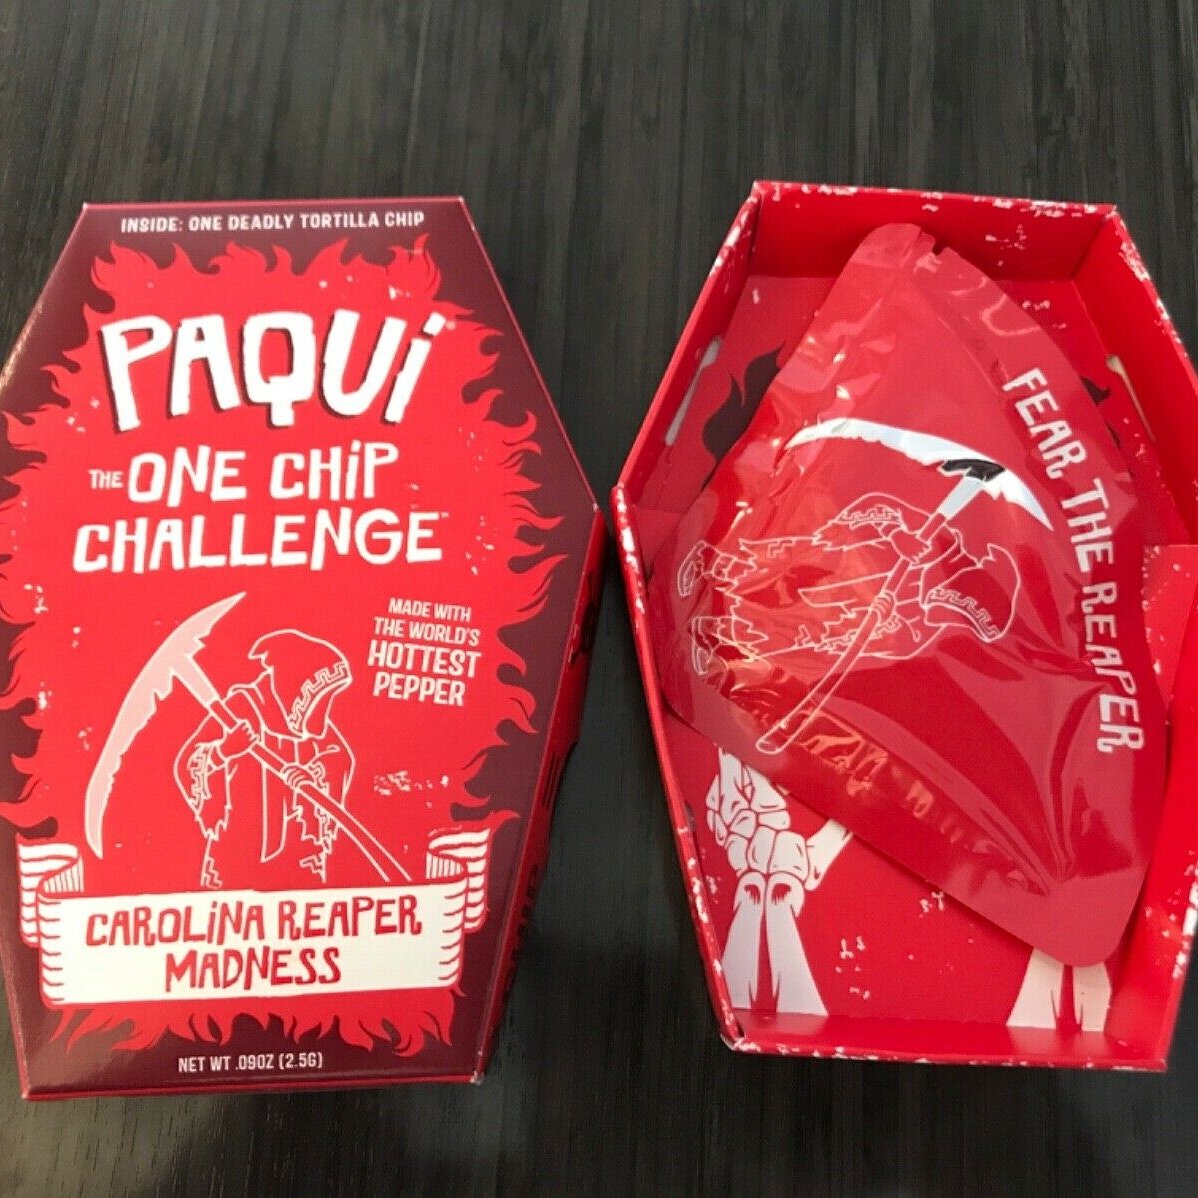 INSIDE: ONE DEADLY TORTILLA CHIP
PAQUi
THE ONE CHiP
CHALLENGE
MADE WITH
THE WORLD'S
HOTTEST
PEPPER
CAROLiNA REAPER
MADNESS
NET WT .09OZ (2.5G)
FEAR THE REAPER